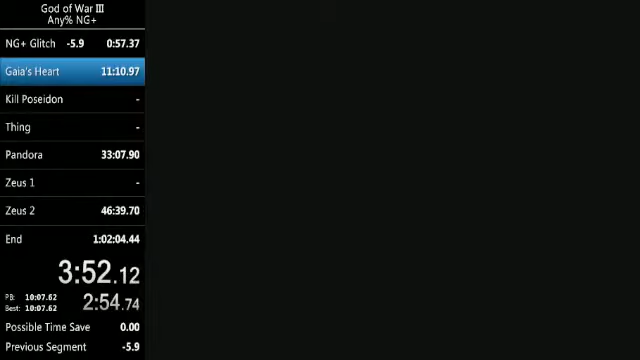 God of War III
Any% NG+
NG+ Glitch -5.9 0:57.37
Gaia's Heart 11:10.97
Kill Poseidon -
Thing -
Pandora 33:07.90
Zeus 1 -
Zeus 2 46:39.70
End 1:02:04.44
3:52.12
PB: 10:07.62
Best: 10:07.62 2:54.74
Possible Time Save 0.00
Previous Segment -5.9